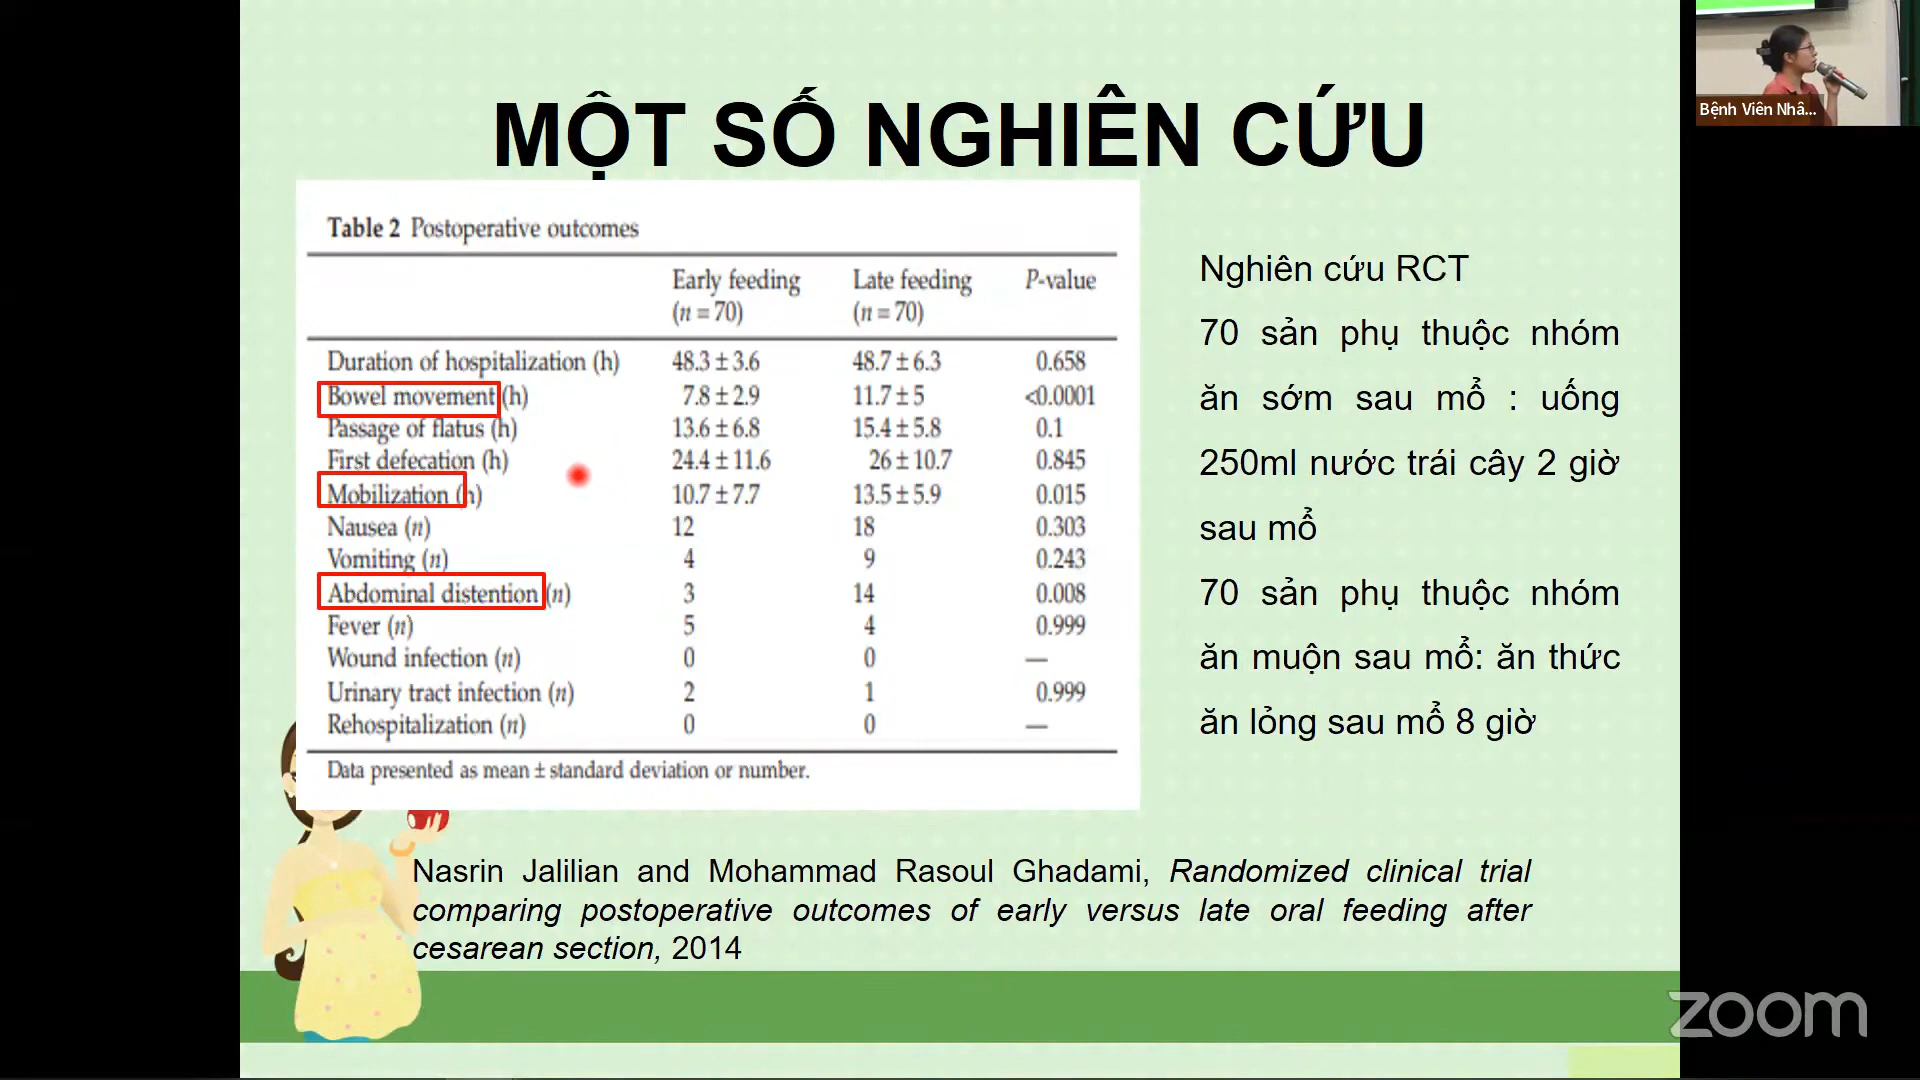 MỘT SỐ NGHIÊN CỨU
Bệnh Viên Nhâ...
Table 2 Postoperative outcomes
Early feeding (n = 70) Late feeding (n = 70) P-value
Duration of hospitalization (h) 48.3 ± 3.6 48.7 ± 6.3 0.658
Bowel movement (h) 7.8 ± 2.9 11.7 ± 5 <0.0001
Passage of flatus (h) 13.6 ± 6.8 15.4 ± 5.8 0.1
First defecation (h) 24.4 ± 11.6 26 ± 10.7 0.845
Mobilization (h) 10.7 ± 7.7 13.5 ± 5.9 0.015
Nausea (n) 12 18 0.303
Vomiting (n) 4 9 0.243
Abdominal distention (n) 3 14 0.008
Fever (n) 5 4 0.999
Wound infection (n) 0 0 —
Urinary tract infection (n) 2 1 0.999
Rehospitalization (n) 0 0 —
Data presented as mean ± standard deviation or number.
Nghiên cứu RCT
70 sản phụ thuộc nhóm
ăn sớm sau mổ : uống
250ml nước trái cây 2 giờ
sau mổ
70 sản phụ thuộc nhóm
ăn muộn sau mổ: ăn thức
ăn lỏng sau mổ 8 giờ
Nasrin Jalilian and Mohammad Rasoul Ghadami, Randomized clinical trial
comparing postoperative outcomes of early versus late oral feeding after
cesarean section, 2014
zoom